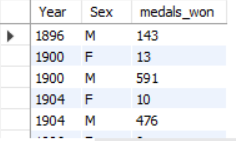 Year Sex medals_won
1896 M 143
1900 F 13
1900 M 591
1904 F 10
1904 M 476